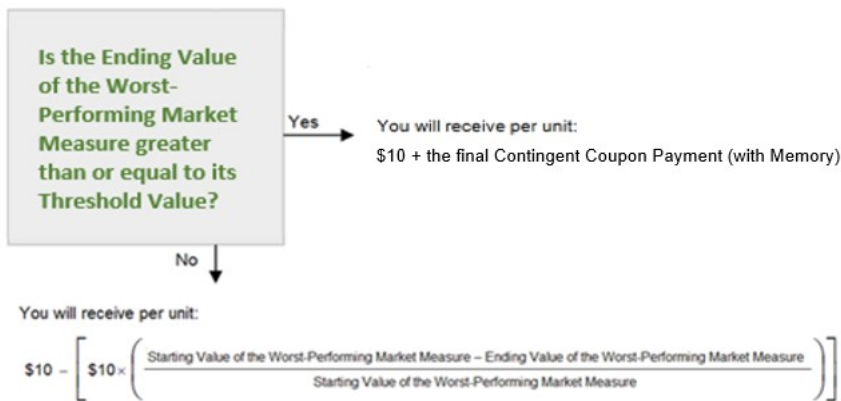 Is the Ending Value
of the Worst-
Performing Market
Measure greater
than or equal to its
Threshold Value?
Yes
You will receive per unit:
$10 + the final Contingent Coupon Payment (with Memory)
No
You will receive per unit:
$10 – [ $10 × ( Starting Value of the Worst-Performing Market Measure – Ending Value of the Worst-Performing Market Measure
Starting Value of the Worst-Performing Market Measure ) ]